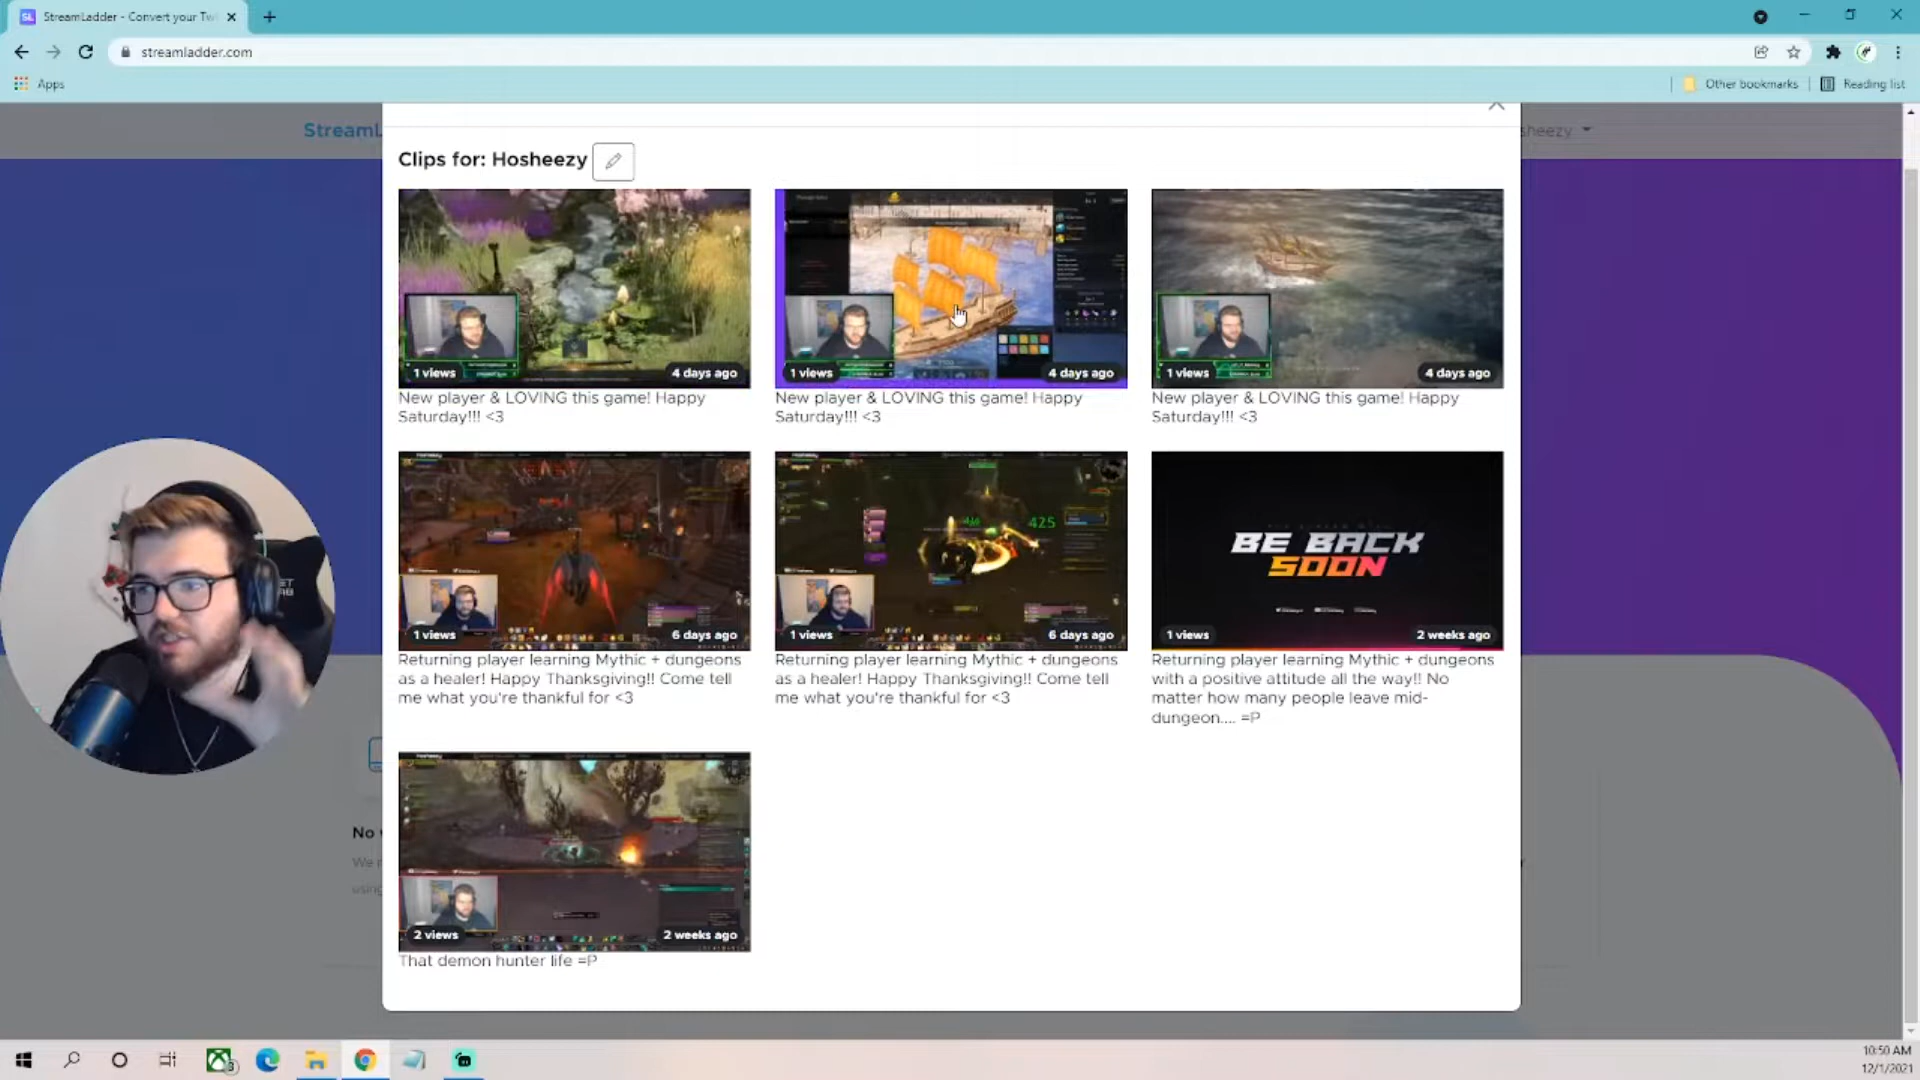 StreamLadder - Convert your Tw
streamladder.com
Apps
Other bookmarks
Reading list
StreamL
sheezy
Clips for: Hosheezy
1 views
4 days ago
1 views
4 days ago
1 views
4 days ago
New player & LOVING this game! Happy
Saturday!!! <3
New player & LOVING this game! Happy
Saturday!!! <3
New player & LOVING this game! Happy
Saturday!!! <3
425
BE BACK
SOON
1 views
6 days ago
1 views
6 days ago
1 views
2 weeks ago
Returning player learning Mythic + dungeons
as a healer! Happy Thanksgiving!! Come tell
me what you're thankful for <3
Returning player learning Mythic + dungeons
as a healer! Happy Thanksgiving!! Come tell
me what you're thankful for <3
Returning player learning Mythic + dungeons
with a positive attitude all the way!! No
matter how many people leave mid-
dungeon.... =P
No
We
using
2 views
2 weeks ago
That demon hunter life =P
10:50 AM
12/1/2021